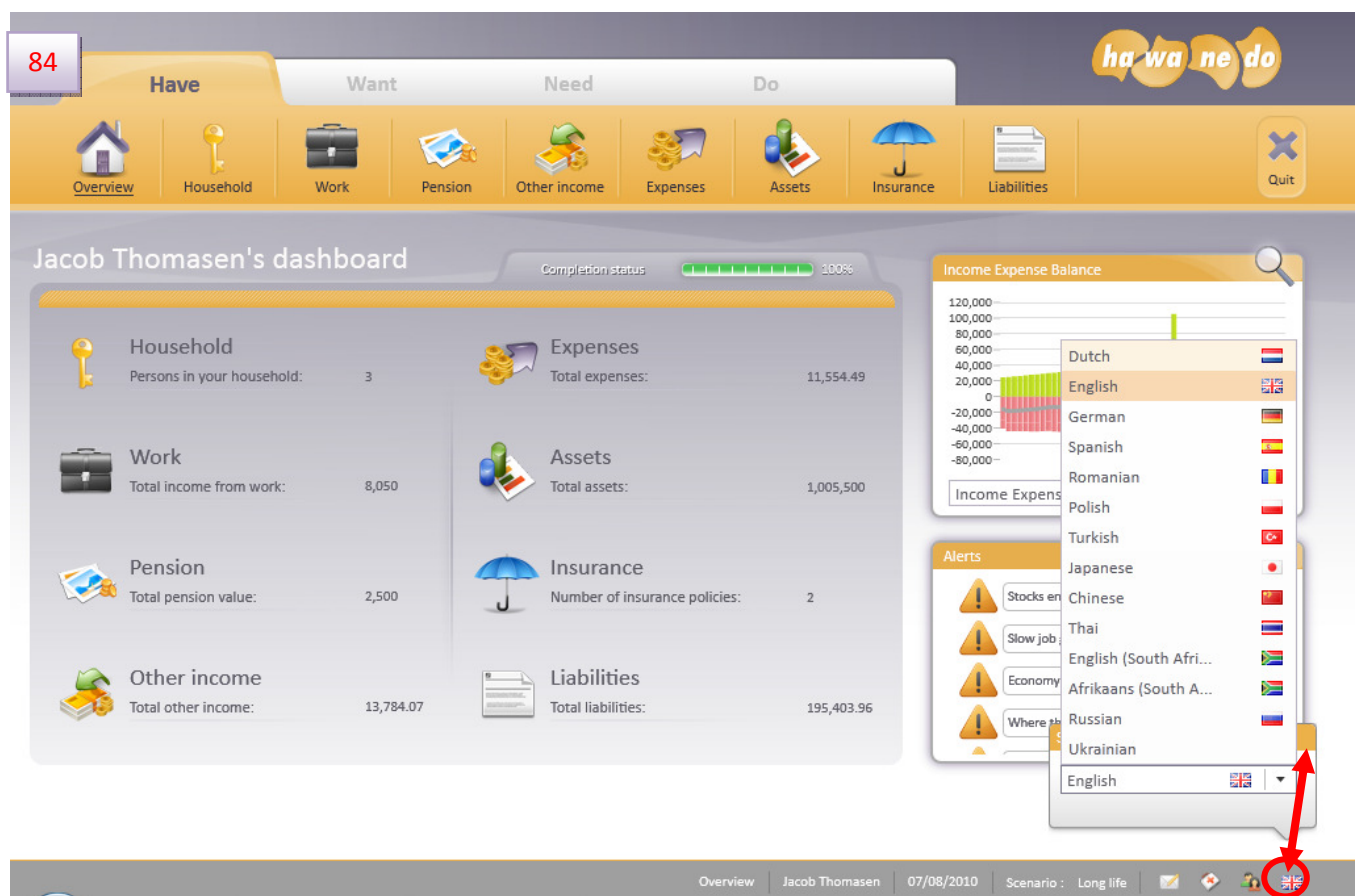 84
ha wa ne do
Have Want Need Do
Overview Household Work Pension Other income Expenses Assets Insurance Liabilities Quit
Jacob Thomasen's dashboard
Completion status 100%
Household
Persons in your household: 3
Work
Total income from work: 8,050
Pension
Total pension value: 2,500
Other income
Total other income: 13,784.07
Expenses
Total expenses: 11,554.49
Assets
Total assets: 1,005,500
Insurance
Number of insurance policies: 2
Liabilities
Total liabilities: 195,403.96
Income Expense Balance
120,000
100,000
80,000
60,000
40,000
20,000
0
-20,000
-40,000
-60,000
-80,000
Income Expens
Alerts
Stocks en
Slow job
Economy
Where th
Dutch
English
German
Spanish
Romanian
Polish
Turkish
Japanese
Chinese
Thai
English (South Afri...
Afrikaans (South A...
Russian
Ukrainian
English
Overview Jacob Thomasen 07/08/2010 Scenario : Long life